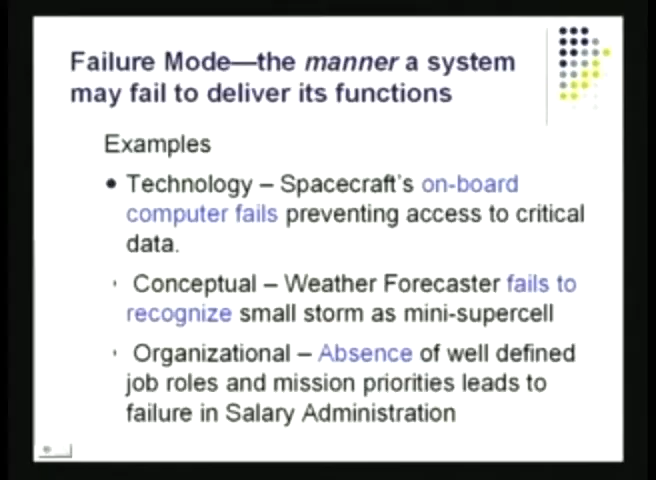 Failure Mode—the manner a system
may fail to deliver its functions
Examples
• Technology – Spacecraft's on-board
computer fails preventing access to critical
data.
· Conceptual – Weather Forecaster fails to
recognize small storm as mini-supercell
· Organizational – Absence of well defined
job roles and mission priorities leads to
failure in Salary Administration